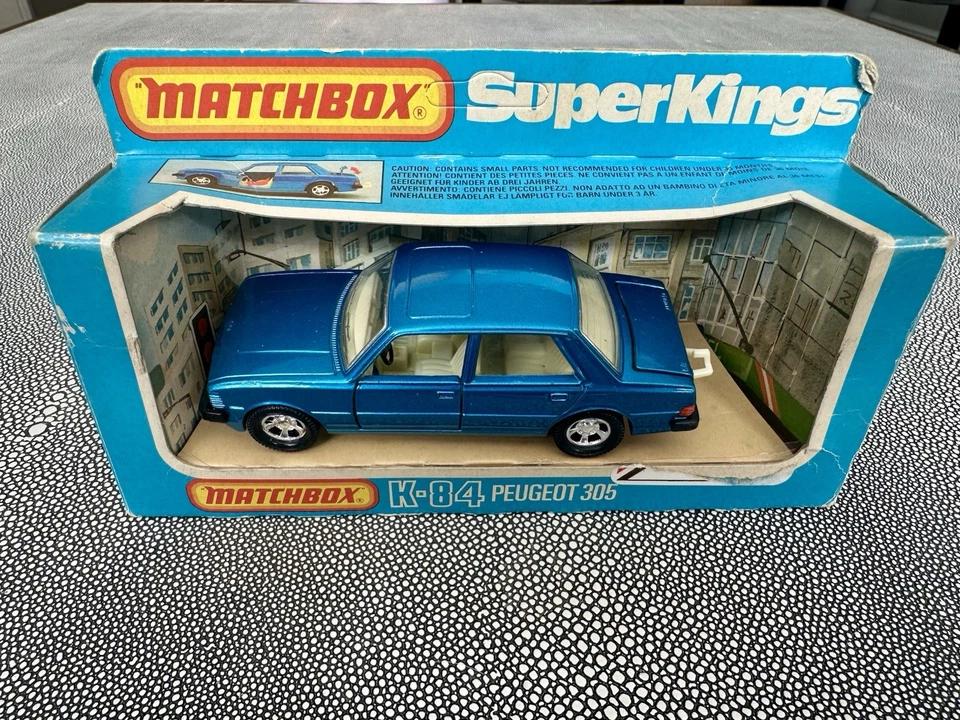 "MATCHBOX"® SuperKings
CAUTION: CONTAINS SMALL PARTS. NOT RECOMMENDED FOR CHILDREN UNDER 36 MONTHS.
ATTENTION! CONTIENT DES PETITES PIECES. NE CONVIENT PAS A UN ENFANT DE MOINS DE 36 MOIS.
GEEIGNET FÜR KINDER AB DREI JAHREN.
AVVERTIMENTO: CONTIENE PICCOLI PEZZI. NON ADATTO AD UN BAMBINO DI ETA MINORE AI 36 MESI.
INNEHÅLLER SMÅDELAR EJ LÄMPLIGT FÖR BARN UNDER 3 ÅR.
"MATCHBOX"® K-84 PEUGEOT 305